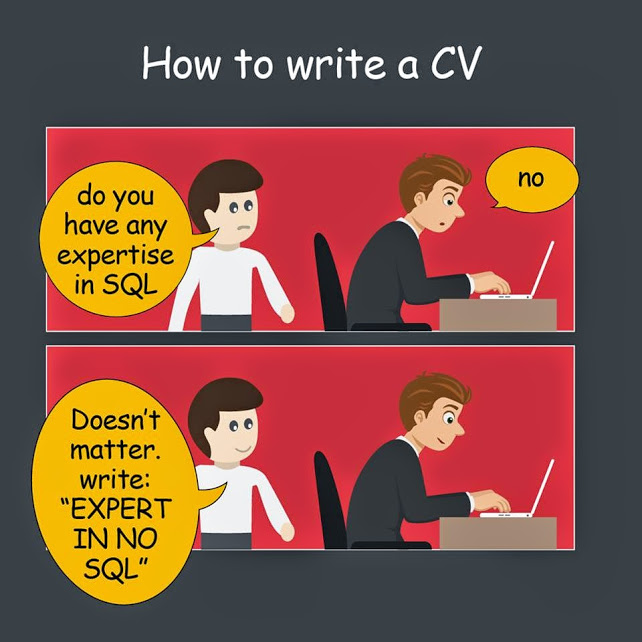 How to write a CV
do you
have any
expertise
in SQL
no
Doesn't
matter.
write:
“EXPERT
IN NO
SQL”